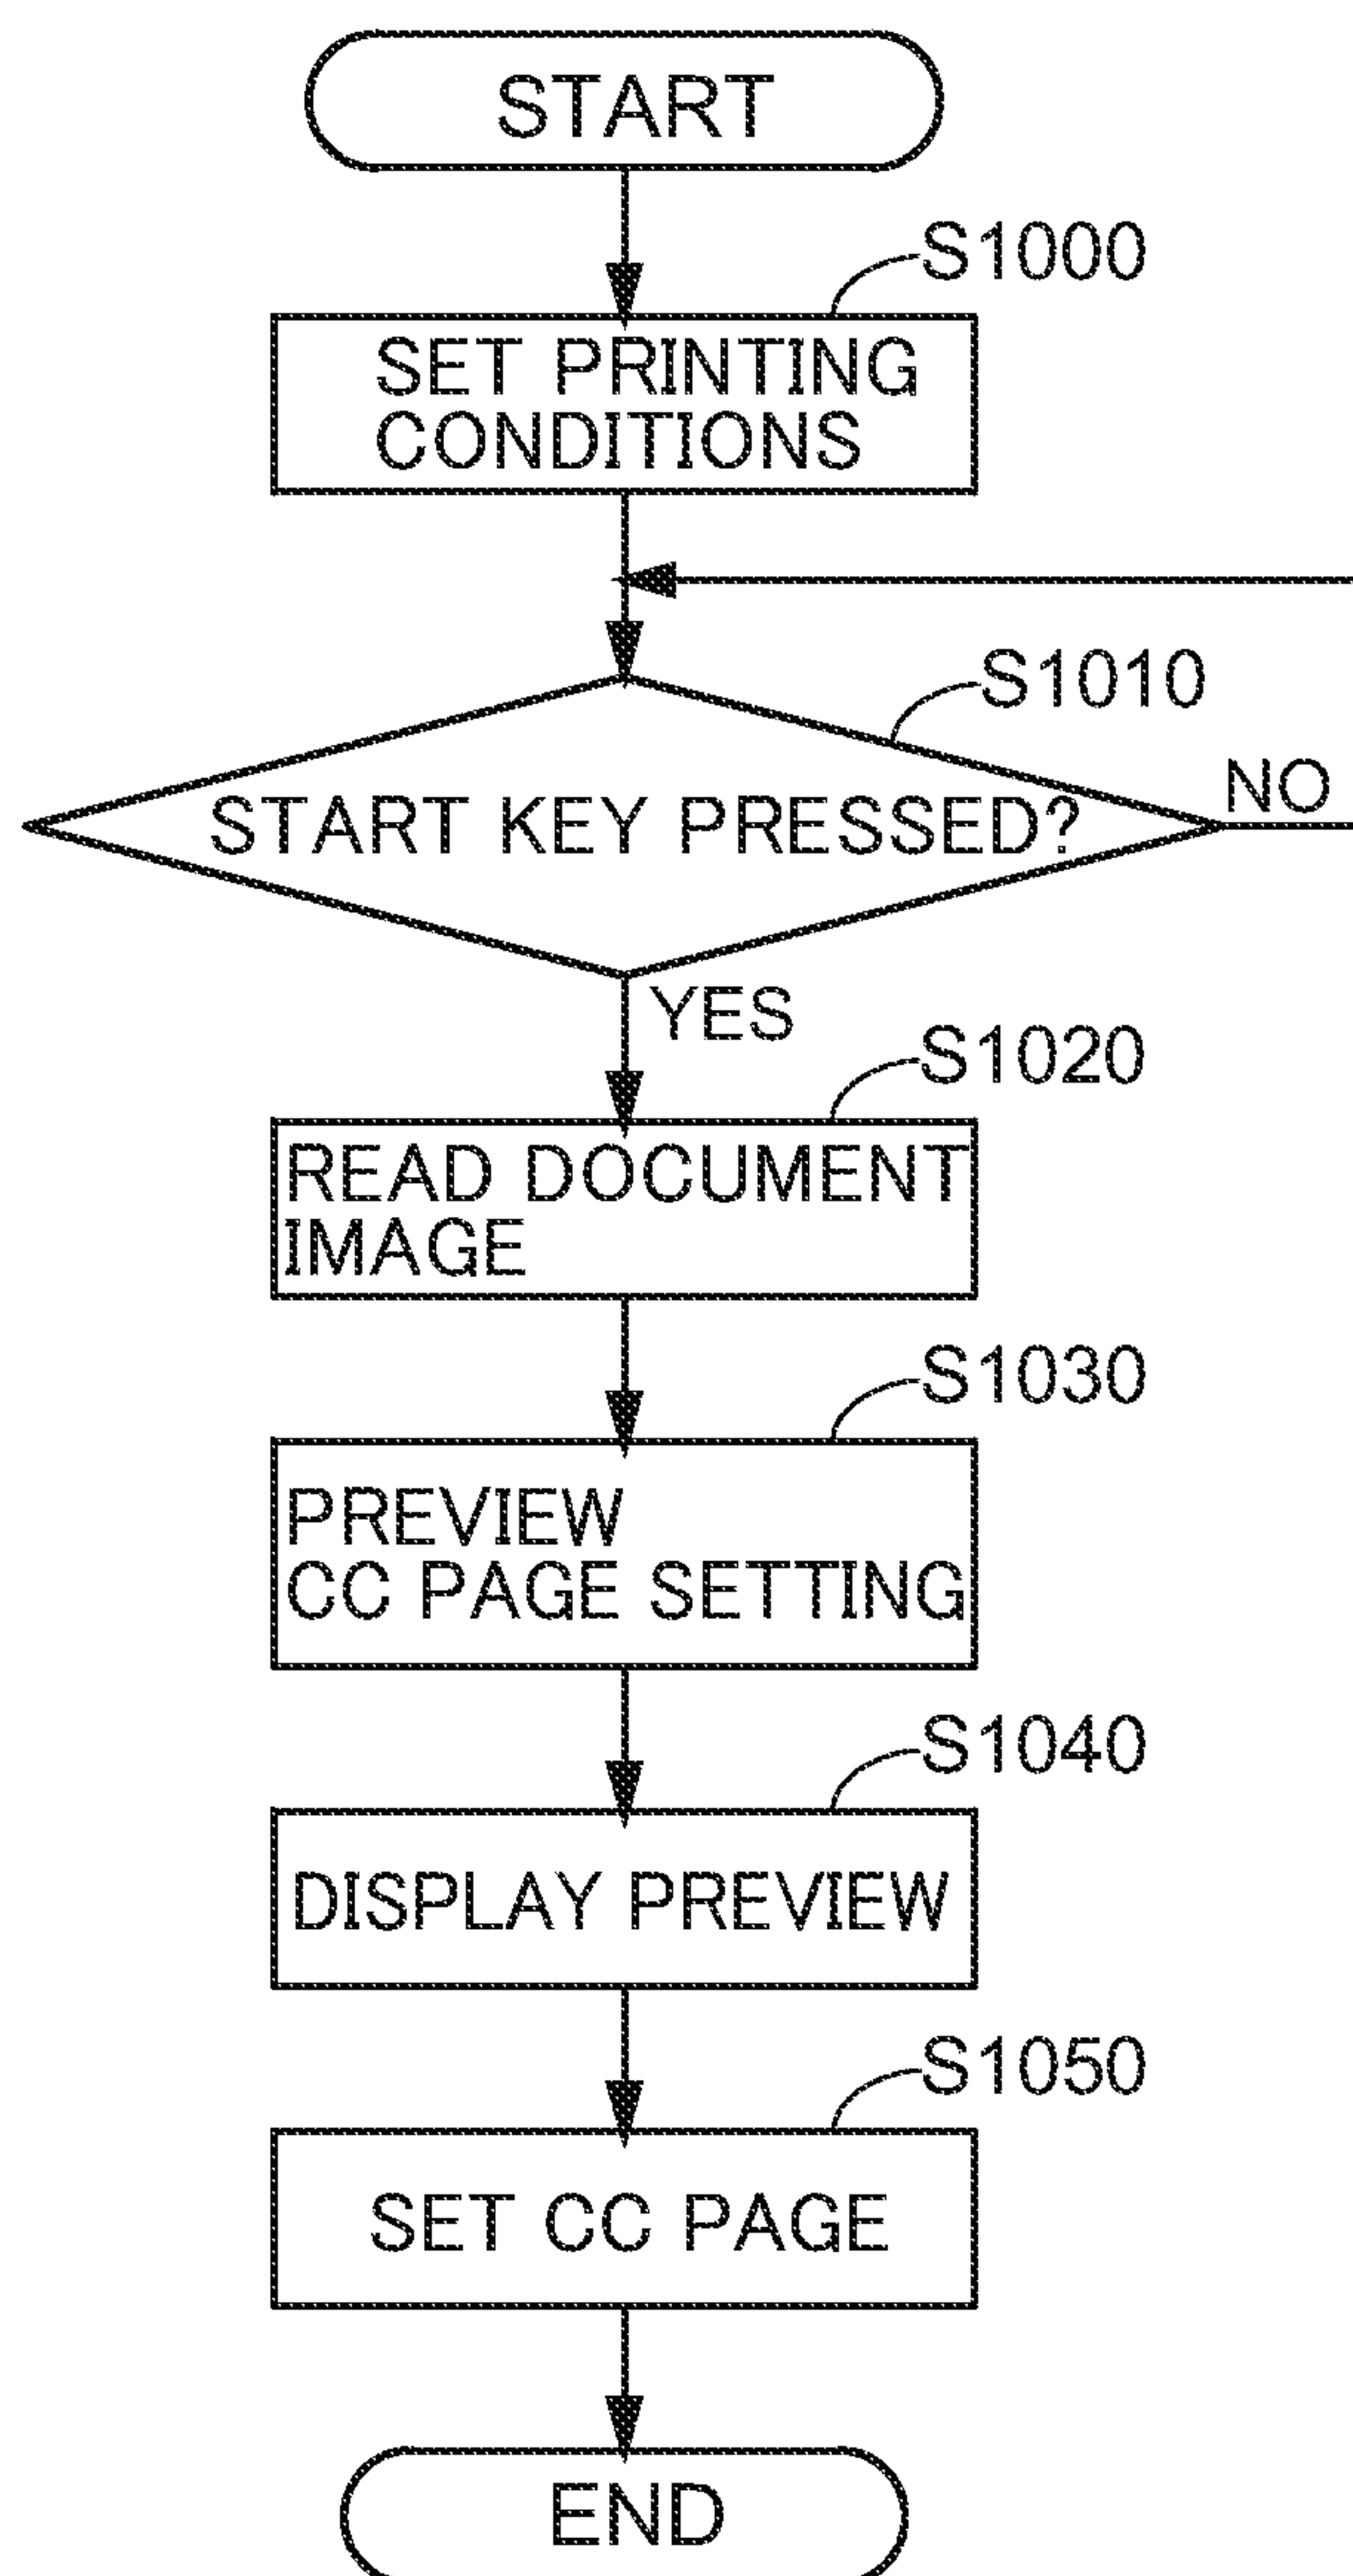 START
S1000
SET PRINTING
CONDITIONS
S1010
START KEY PRESSED?
NO
YES
S1020
READ DOCUMENT
IMAGE
S1030
PREVIEW
CC PAGE SETTING
S1040
DISPLAY PREVIEW
S1050
SET CC PAGE
END